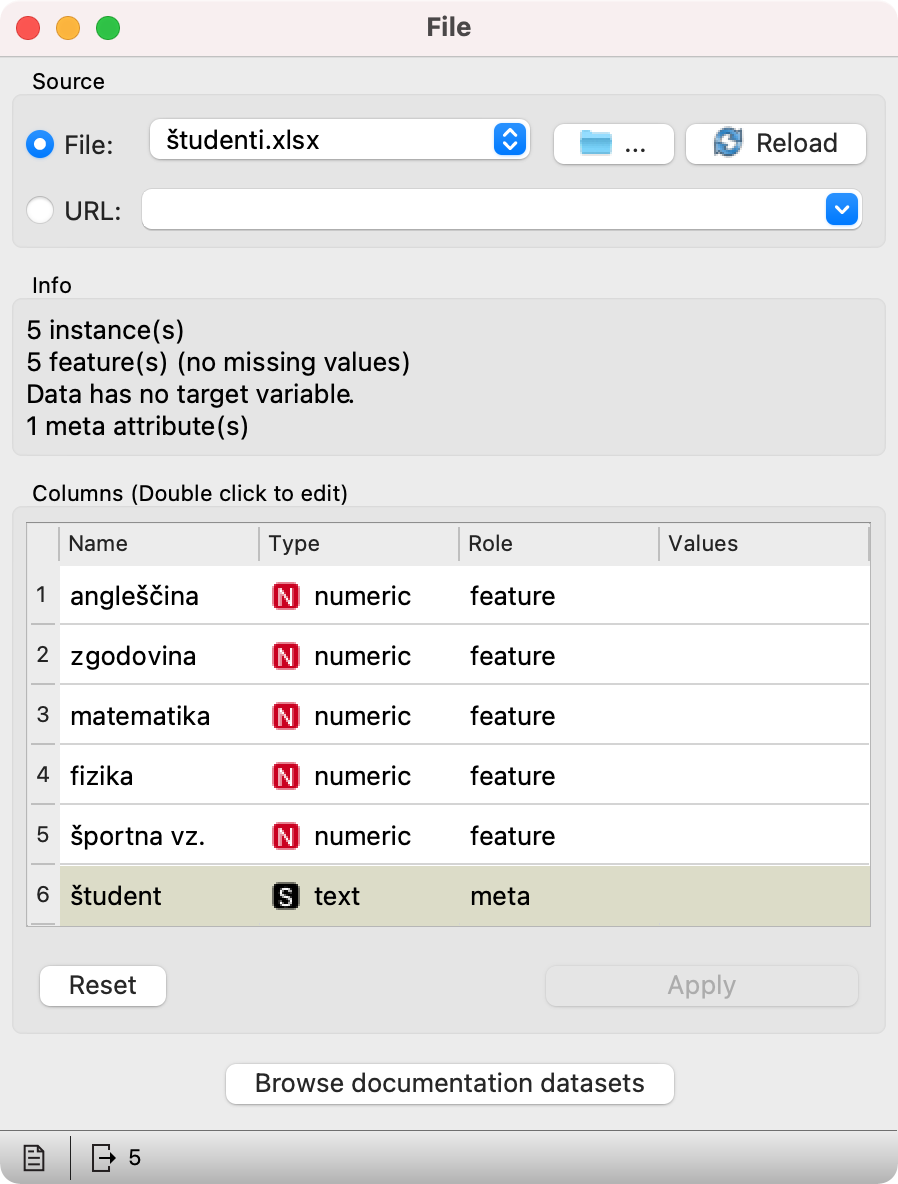 File
Source
File: študenti.xlsx ... Reload
URL:
Info
5 instance(s)
5 feature(s) (no missing values)
Data has no target variable.
1 meta attribute(s)
Columns (Double click to edit)
Name Type Role Values
1 angleščina N numeric feature
2 zgodovina N numeric feature
3 matematika N numeric feature
4 fizika N numeric feature
5 športna vz. N numeric feature
6 študent S text meta
Reset Apply
Browse documentation datasets
5